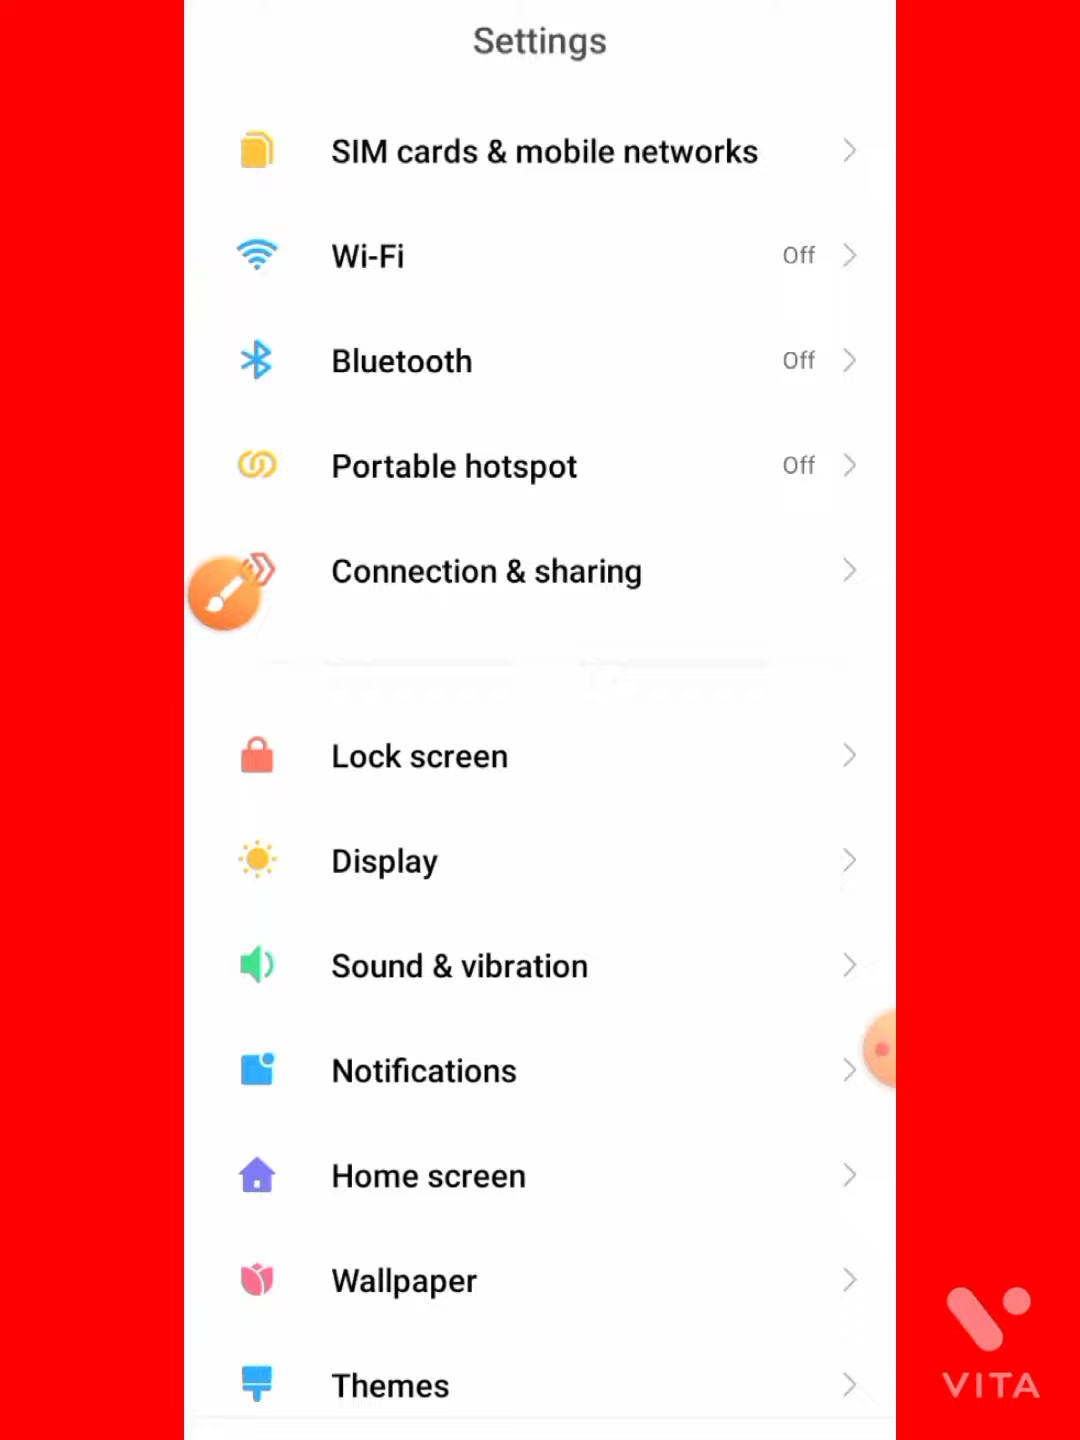 Settings
SIM cards & mobile networks
Wi-Fi Off
Bluetooth Off
Portable hotspot Off
Connection & sharing
Lock screen
Display
Sound & vibration
Notifications
Home screen
Wallpaper
Themes
VITA